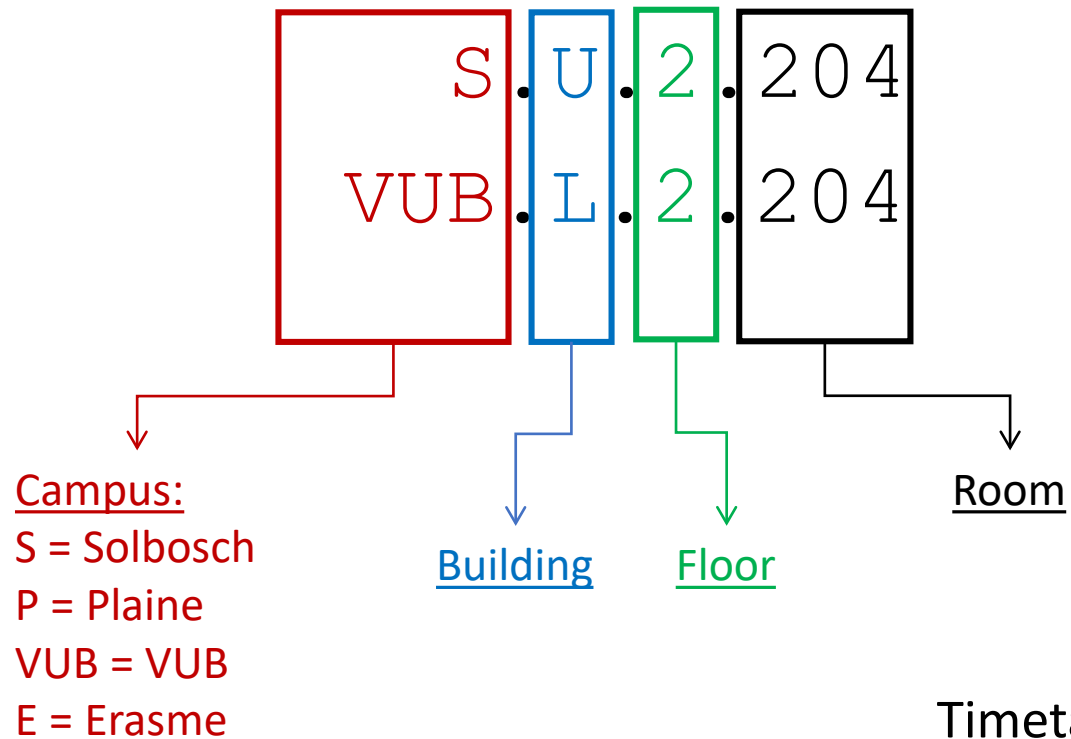 S.U.2.204
VUB.L.2.204
Campus:
S = Solbosch
P = Plaine
VUB = VUB
E = Erasme
Building
Floor
Room